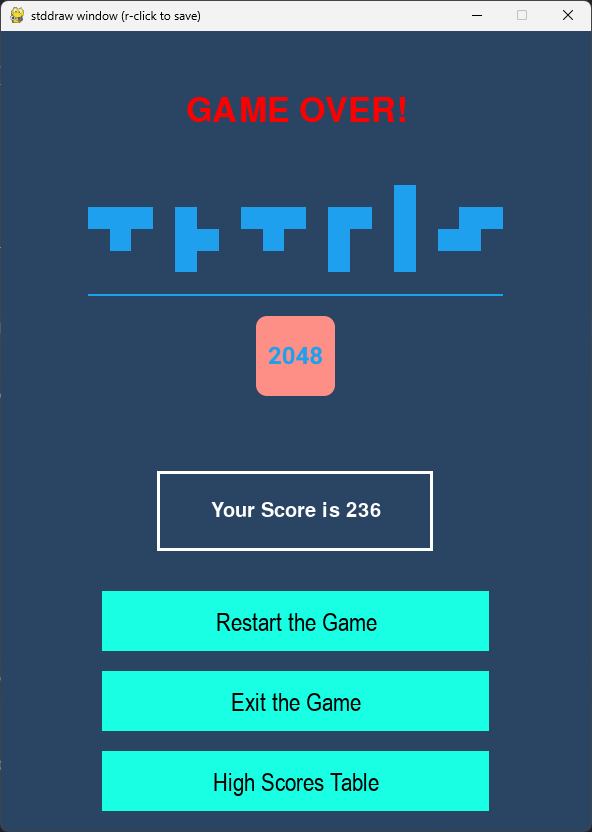 stddraw window (r-click to save)
GAME OVER!
TETRIS
2048
Your Score is 236
Restart the Game
Exit the Game
High Scores Table